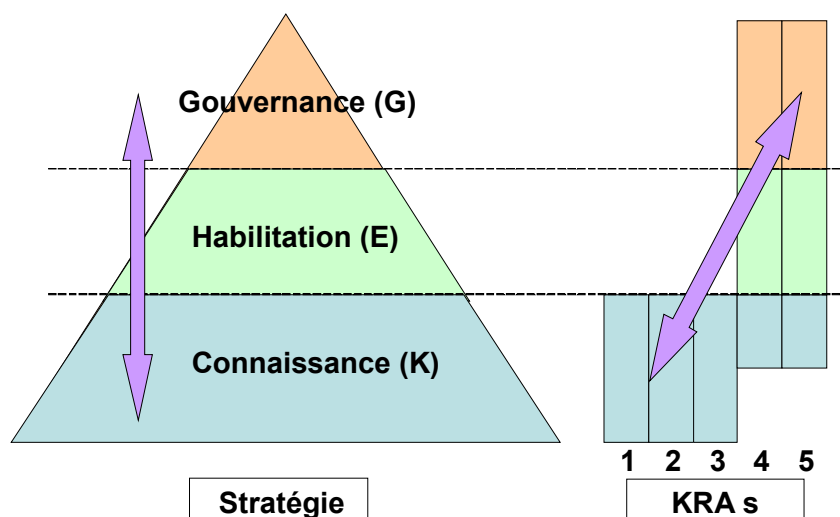 Gouvernance (G)
Habilitation (E)
Connaissance (K)
1 2 3 4 5
Stratégie
KRA s